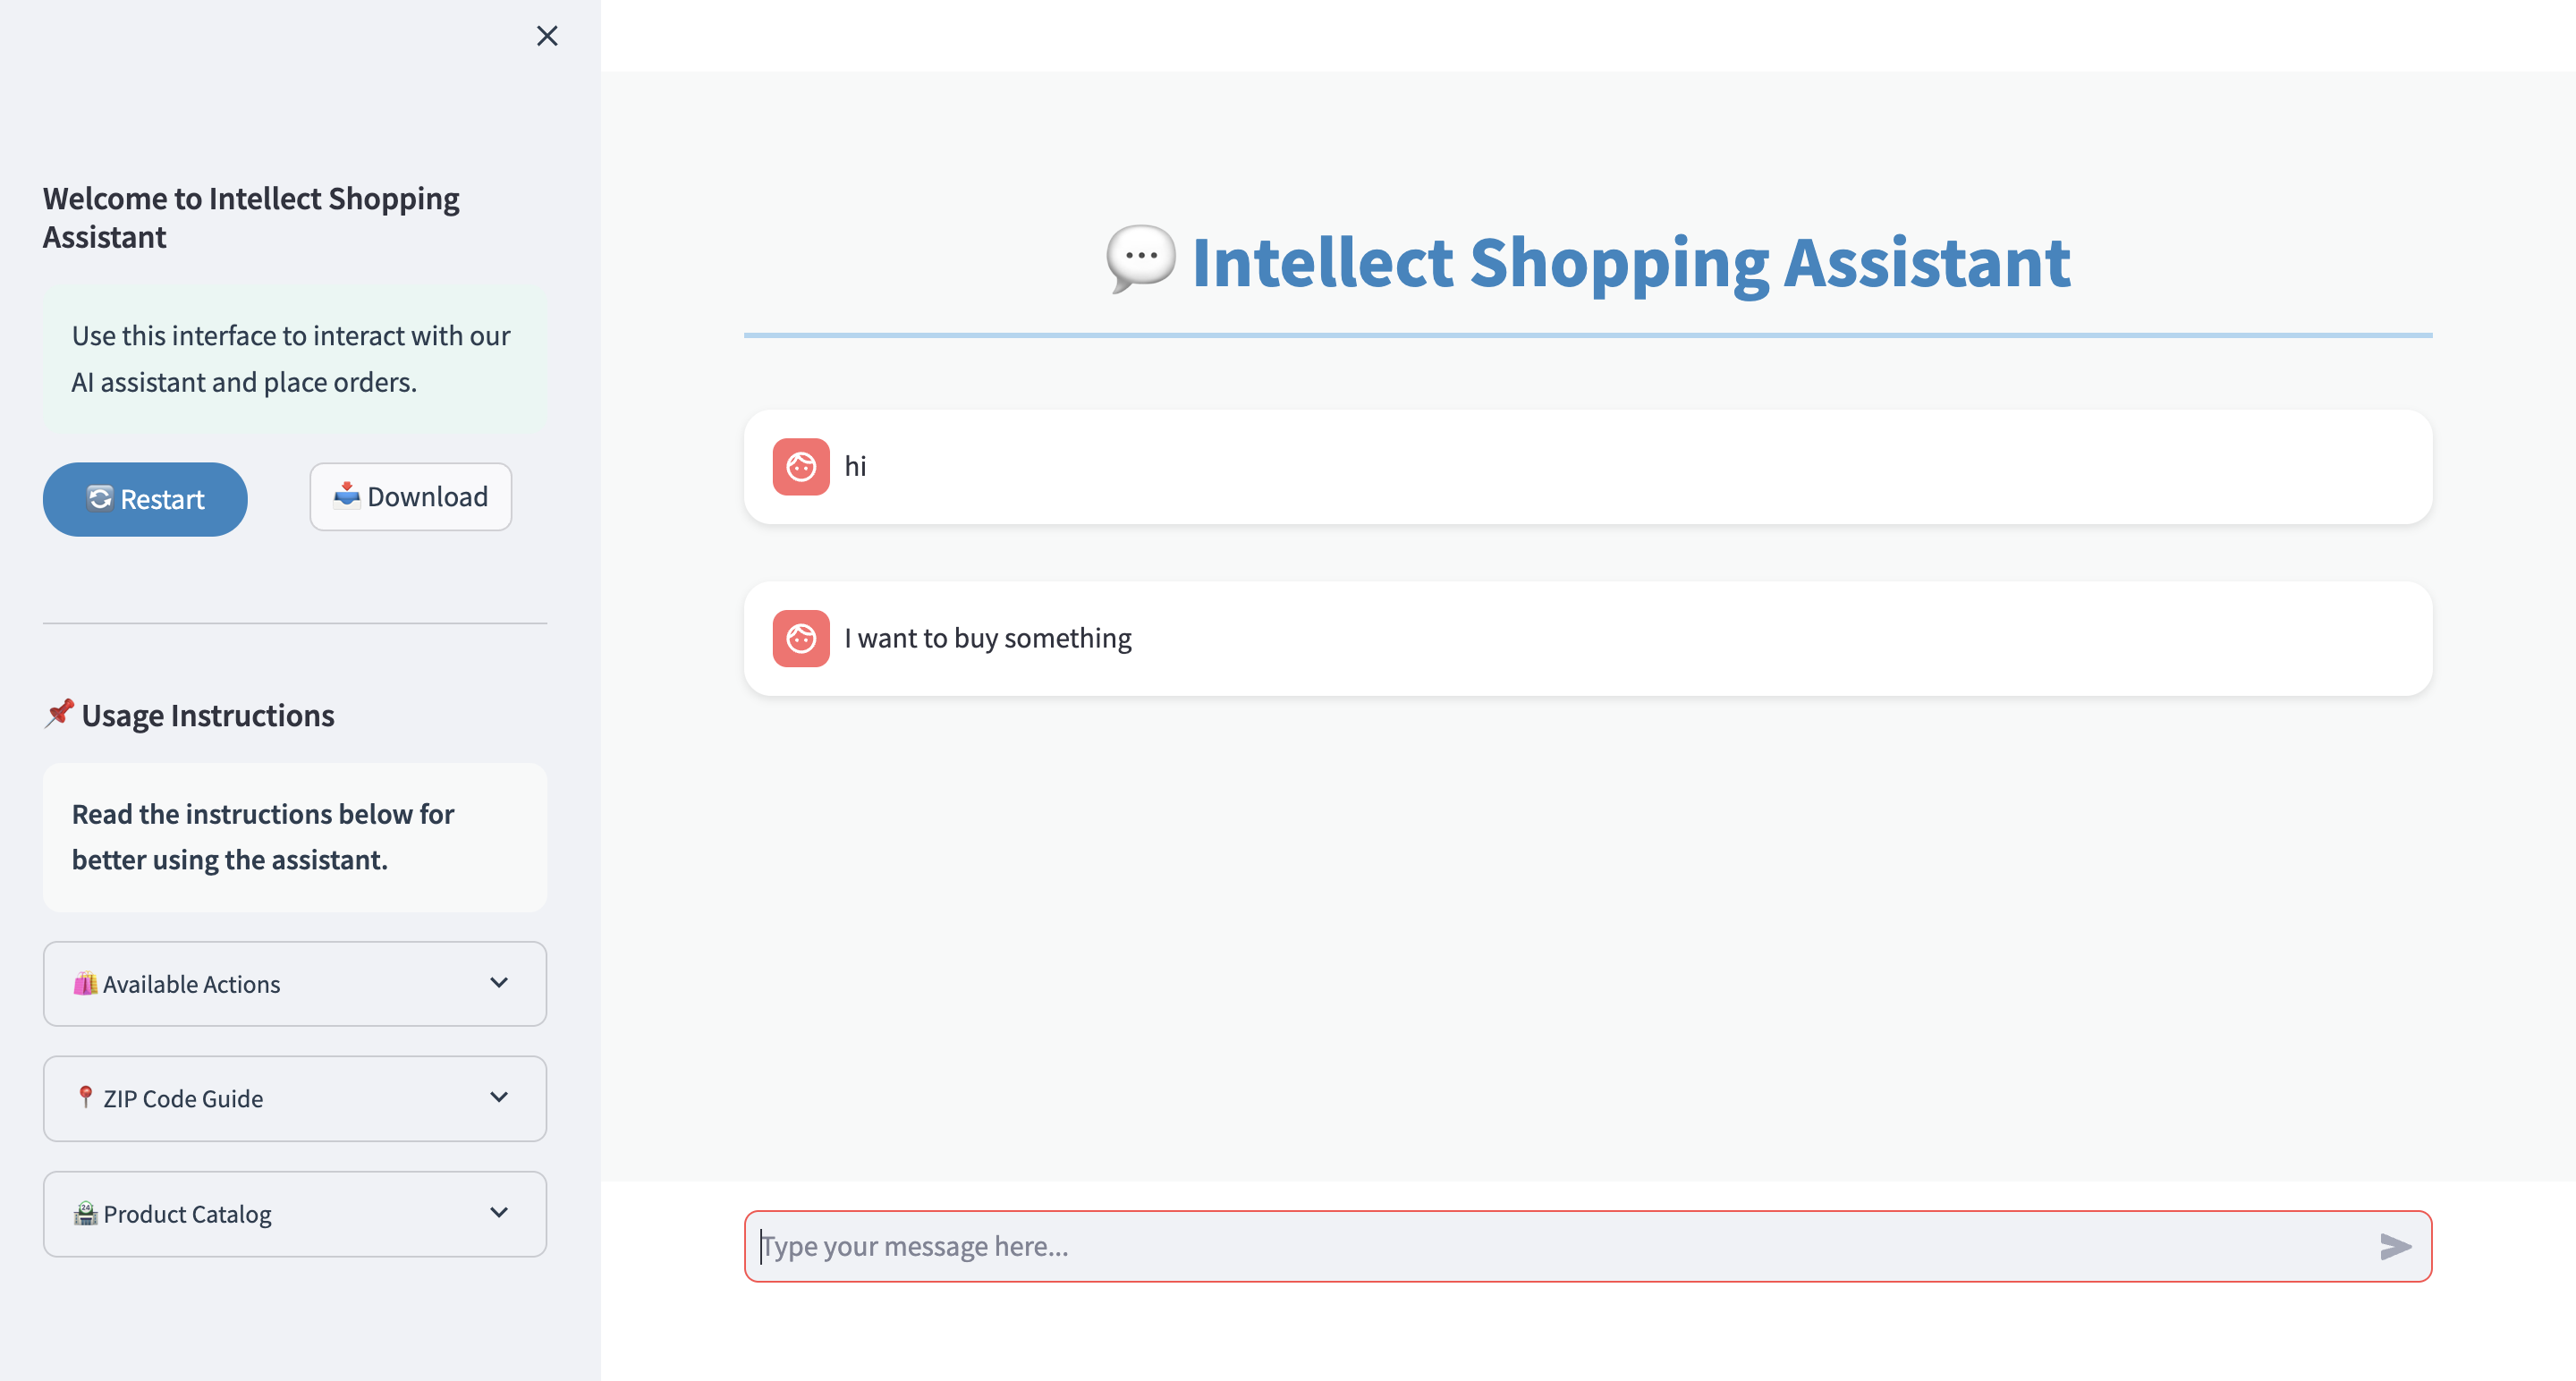 Welcome to Intellect Shopping
Assistant
Use this interface to interact with our
AI assistant and place orders.
Restart
Download
Usage Instructions
Read the instructions below for
better using the assistant.
Available Actions
ZIP Code Guide
Product Catalog
Intellect Shopping Assistant
hi
I want to buy something
Type your message here...